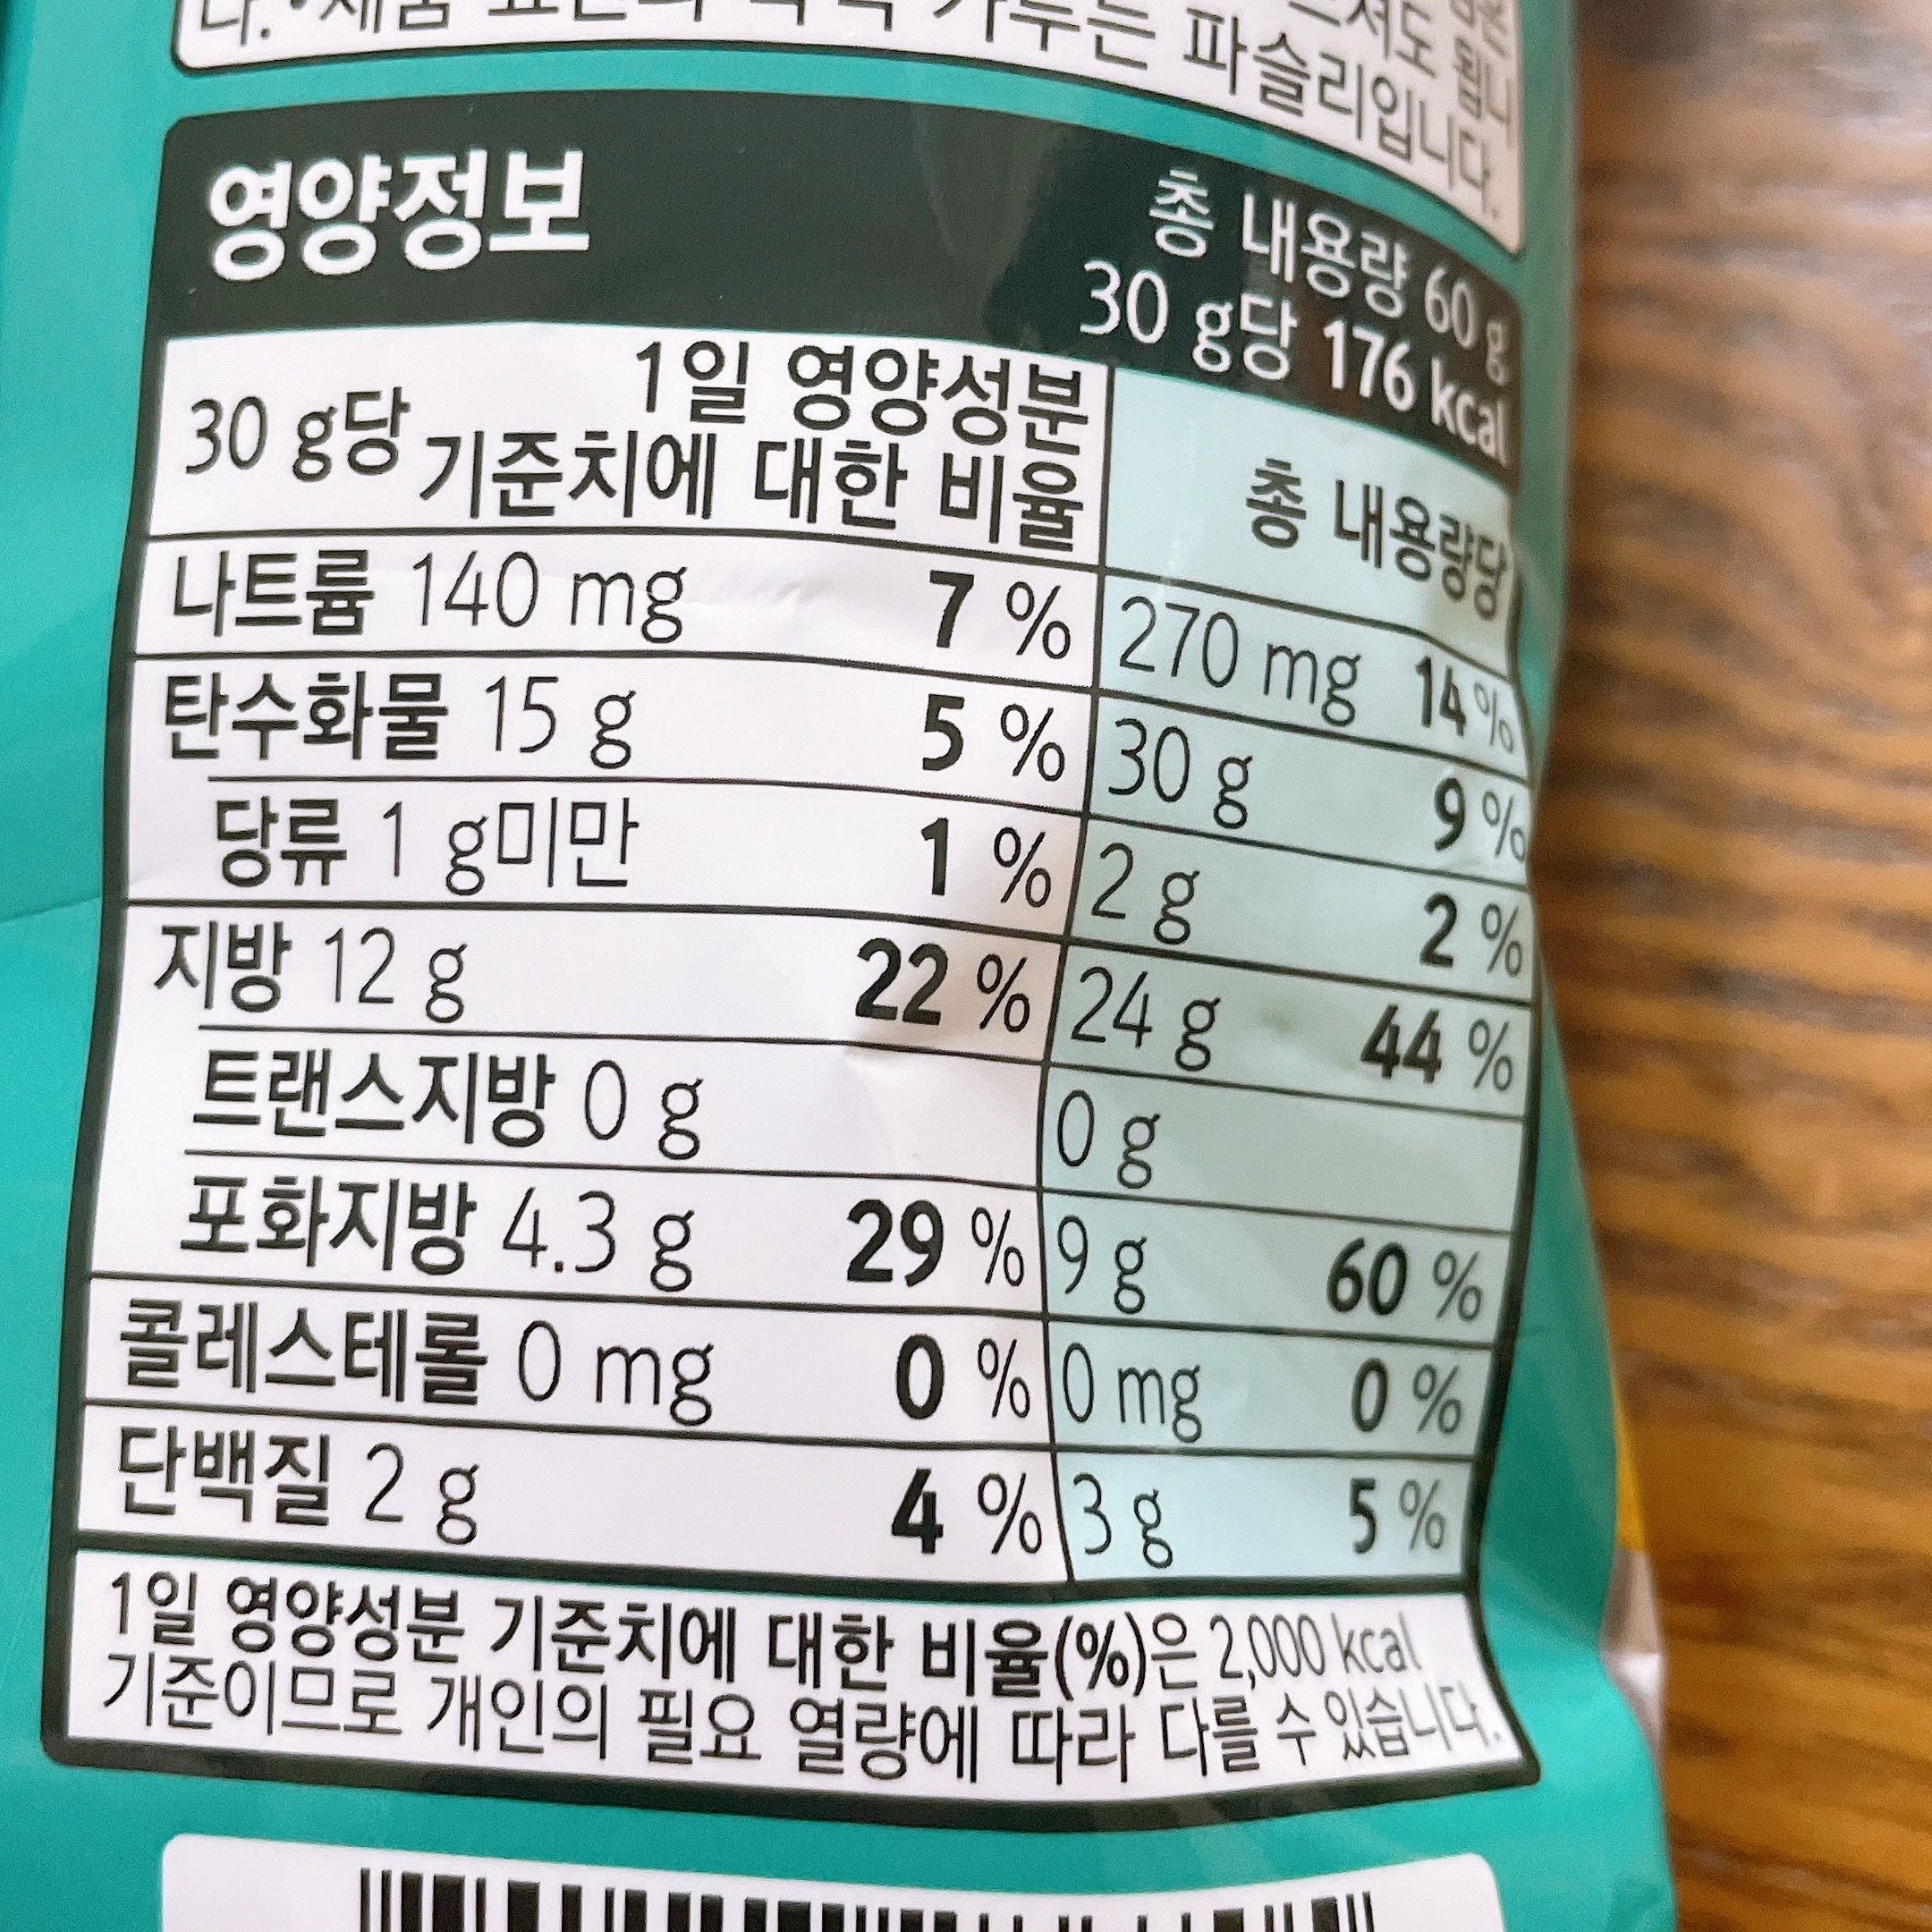 가루는 파슬리입니다.
영양정보
총 내용량 60 g
30 g당 176 kcal
30 g당 1일 영양성분
기준치에 대한 비율
총 내용량당
나트륨 140 mg 7 % 270 mg 14 %
탄수화물 15 g 5 % 30 g 9 %
당류 1 g미만 1 % 2 g 2 %
지방 12 g 22 % 24 g 44 %
트랜스지방 0 g 0 g
포화지방 4.3 g 29 % 9 g 60 %
콜레스테롤 0 mg 0 % 0 mg 0 %
단백질 2 g 4 % 3 g 5 %
1일 영양성분 기준치에 대한 비율(%)은 2,000 kcal
기준이므로 개인의 필요 열량에 따라 다를 수 있습니다.